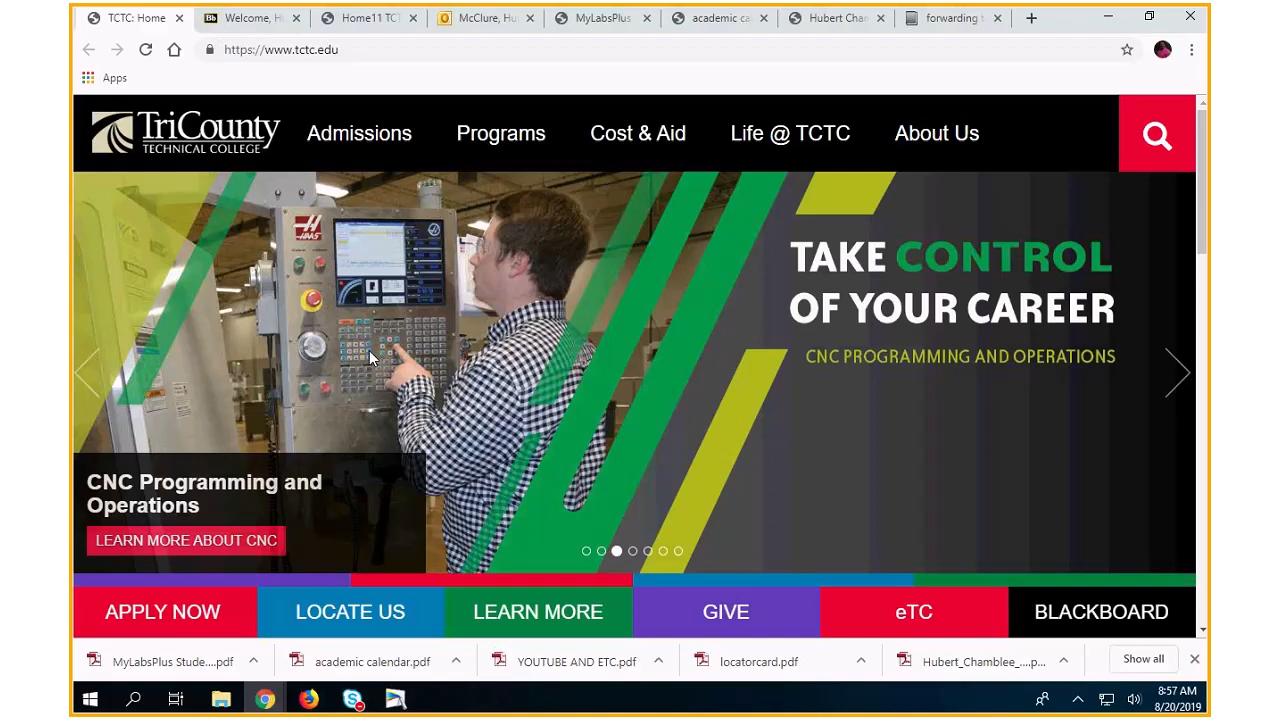 TCTC: Home
Welcome, H
Home11 TCT
McClure, Hu
MyLabsPlus
academic ca
Hubert Cham
forwarding t
https://www.tctc.edu
Apps
TriCounty
TECHNICAL COLLEGE
Admissions
Programs
Cost & Aid
Life @ TCTC
About Us
HAAS
TAKE CONTROL
OF YOUR CAREER
CNC PROGRAMMING AND OPERATIONS
CNC Programming and
Operations
LEARN MORE ABOUT CNC
APPLY NOW
LOCATE US
LEARN MORE
GIVE
eTC
BLACKBOARD
MyLabsPlus Stude....pdf
academic calendar.pdf
YOUTUBE AND ETC.pdf
locatorcard.pdf
Hubert_Chamblee_....p...
Show all
8:57 AM
8/20/2019